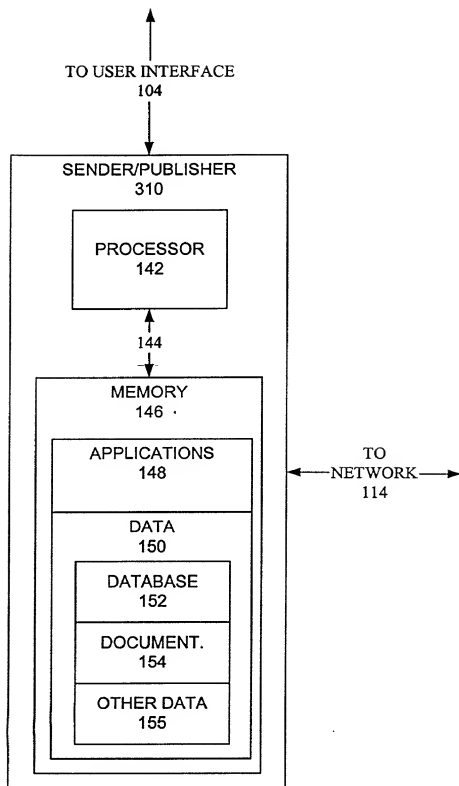 TO USER INTERFACE
104
SENDER/PUBLISHER
310
PROCESSOR
142
144
MEMORY
146
APPLICATIONS
148
TO
NETWORK
114
DATA
150
DATABASE
152
DOCUMENT.
154
OTHER DATA
155